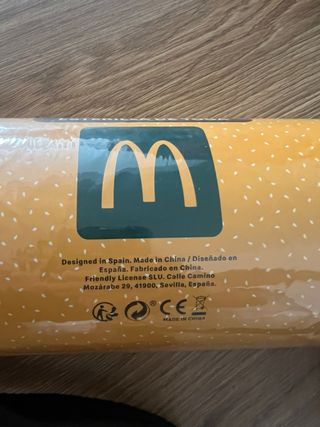 Designed in Spain. Made in China / Diseñado en
España. Fabricado en China.
Friendly License SLU. Calle Camino
Mozárabe 29, 41900, Sevilla, España.
CE
MADE IN CHINA